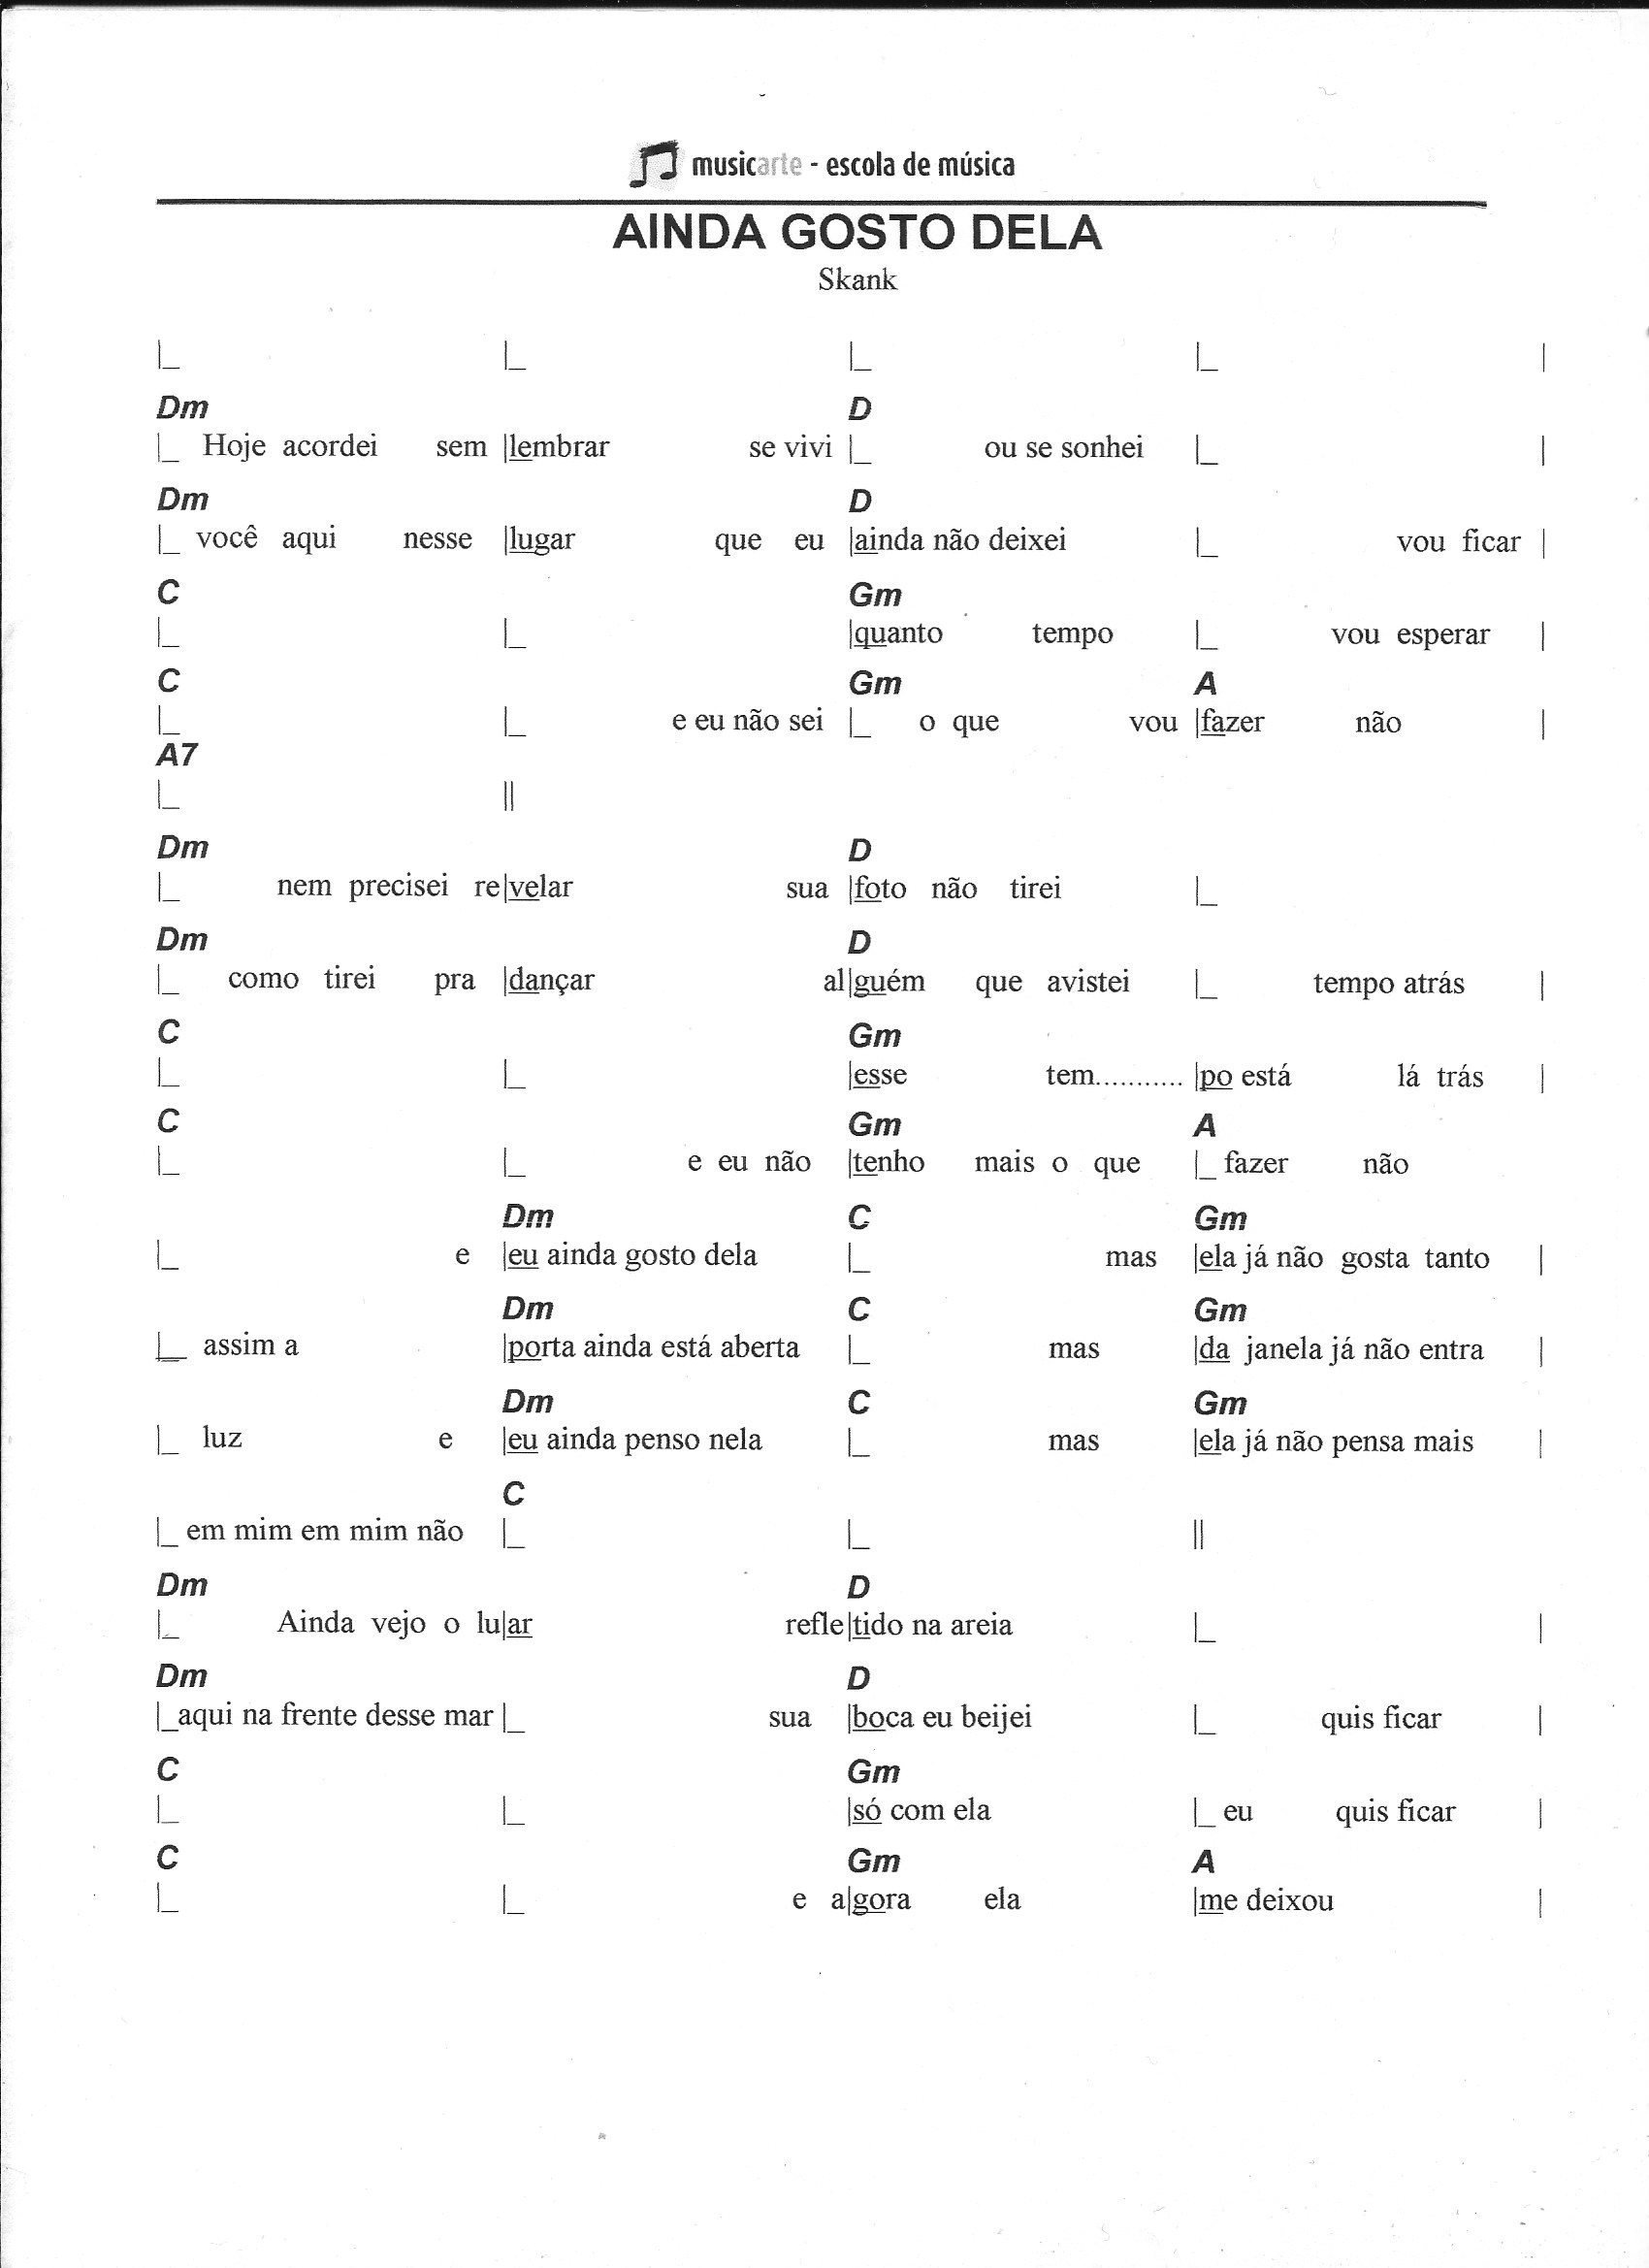 musicarte - escola de música
AINDA GOSTO DELA
Skank
|_ |_ |_ |_ |
Dm D
|_ Hoje acordei sem |lembrar se vivi |_ ou se sonhei |_ |
Dm D
|_ você aqui nesse |lugar que eu |ainda não deixei |_ vou ficar |
C Gm
|_ |_ |quanto tempo |_ vou esperar |
C Gm A
|_ |_ e eu não sei |_ o que vou |fazer não |
A7
|_ ||
Dm D
|_ nem precisei re|velar sua |foto não tirei |_
Dm D
|_ como tirei pra |dançar al|guém que avistei |_ tempo atrás |
C Gm
|_ |_ |esse tem........... |po está lá trás |
C Gm A
|_ |_ e eu não |tenho mais o que |_ fazer não
Dm C Gm
|_ e |eu ainda gosto dela |_ mas |ela já não gosta tanto |
Dm C Gm
|_ assim a |porta ainda está aberta |_ mas |da janela já não entra |
Dm C Gm
|_ luz e |eu ainda penso nela |_ mas |ela já não pensa mais |
C
|_ em mim em mim não |_ |_ ||
Dm D
|_ Ainda vejo o lu|ar refle|tido na areia |_ |
Dm D
|_aqui na frente desse mar |_ sua |boca eu beijei |_ quis ficar |
C Gm
|_ |_ |só com ela |_ eu quis ficar |
C Gm A
|_ |_ e a|gora ela |me deixou |